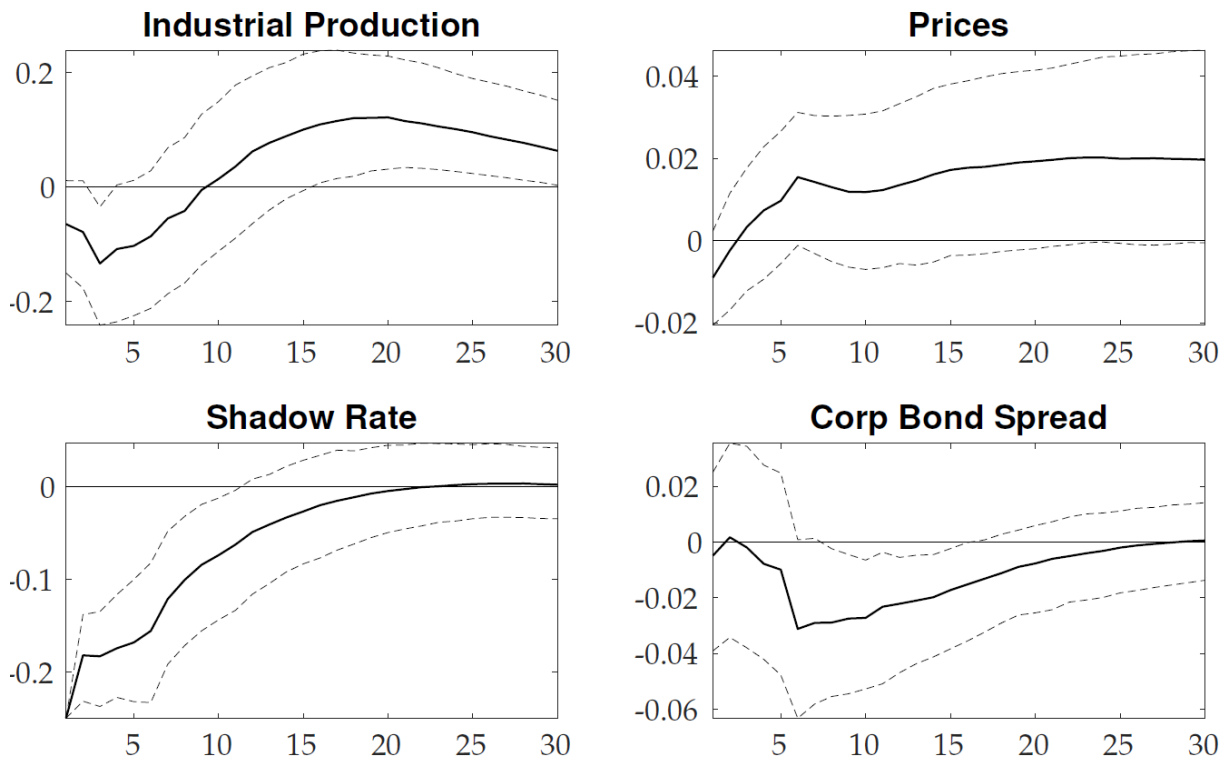 Industrial Production
0.2
0
-0.2
5 10 15 20 25 30
Prices
0.04
0.02
0
-0.02
5 10 15 20 25 30
Shadow Rate
0
-0.1
-0.2
5 10 15 20 25 30
Corp Bond Spread
0.02
0
-0.02
-0.04
-0.06
5 10 15 20 25 30